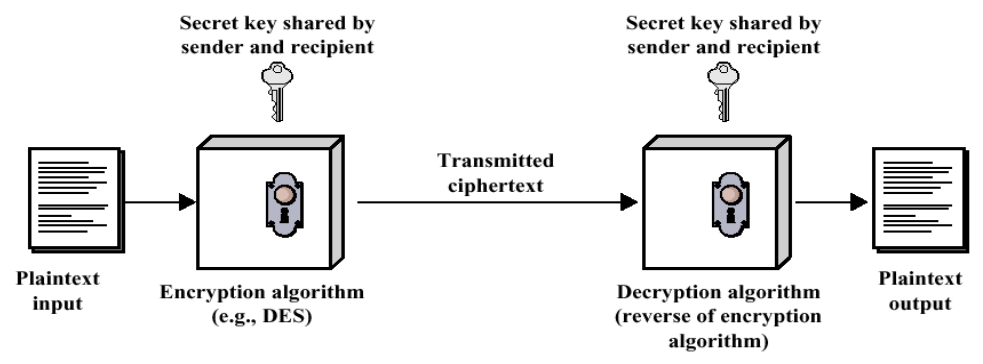 Secret key shared by
sender and recipient
Secret key shared by
sender and recipient
Transmitted
ciphertext
Plaintext
input
Encryption algorithm
(e.g., DES)
Decryption algorithm
(reverse of encryption
algorithm)
Plaintext
output